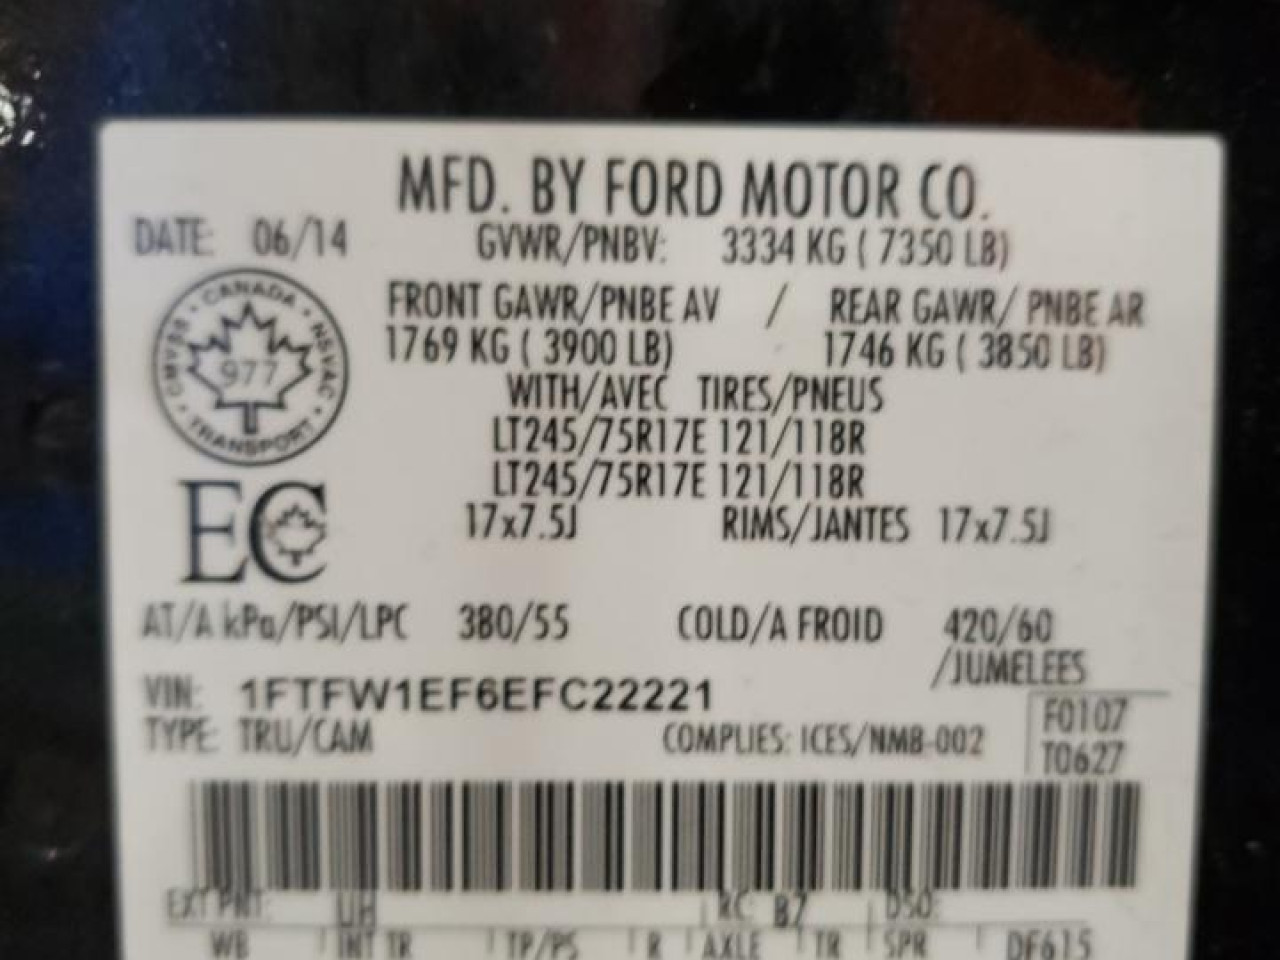 MFD. BY FORD MOTOR CO.
DATE: 06/14
GVWR/PNBV: 3334 KG ( 7350 LB)
CANADA • NSVAC • TRANSPORT • CMVSS •
977
FRONT GAWR/PNBE AV / REAR GAWR/ PNBE AR
1769 KG ( 3900 LB) 1746 KG ( 3850 LB)
WITH/AVEC TIRES/PNEUS
LT245/75R17E 121/118R
LT245/75R17E 121/118R
EC
17x7.5J RIMS/JANTES 17x7.5J
AT/A kPa/PSI/LPC 380/55 COLD/A FROID 420/60
/JUMELEES
VIN: 1FTFW1EF6EFC22221
F0107
TYPE: TRU/CAM COMPLIES: ICES/NMB-002
T0627
EXT PNT: UH RC: 87 DSO:
WB INT TR TP/PS R AXLE TR SPR DF615